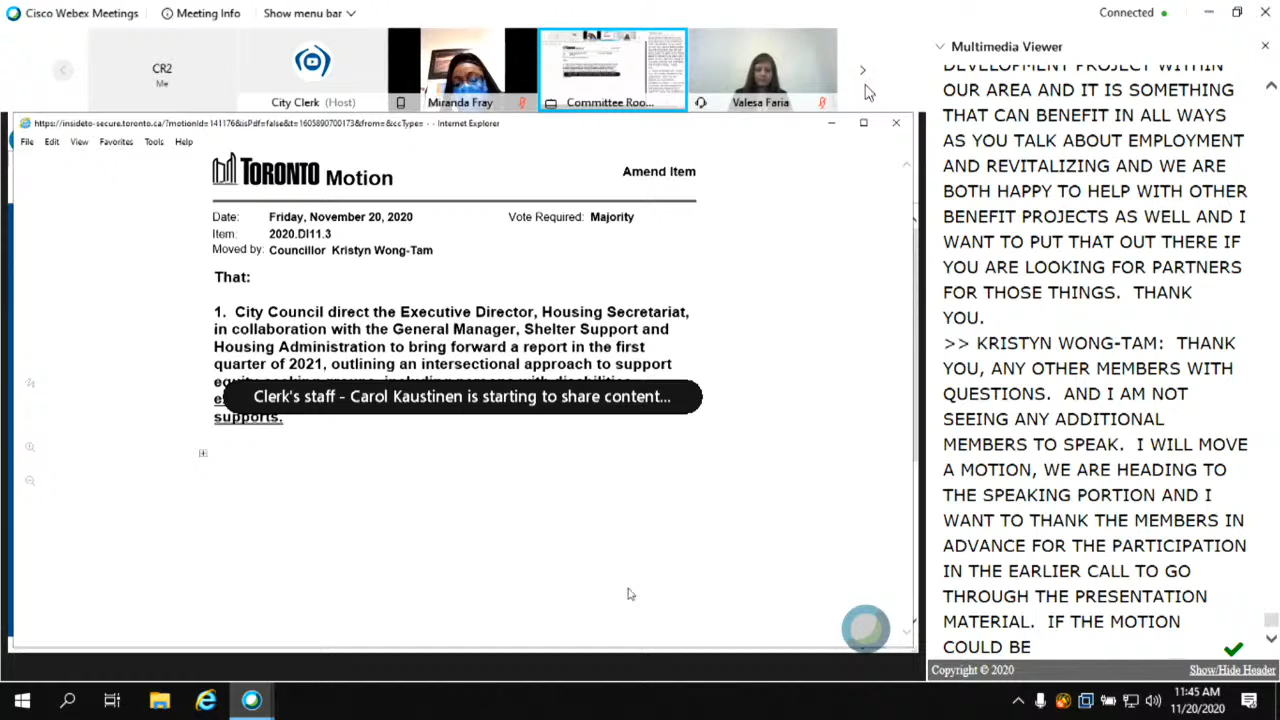 Cisco Webex Meetings
Meeting Info
Show menu bar
Connected
CR2
Me
City Clerk (Host)
Miranda Fray
Committee Roo...
Valesa Faria
https://insideto-secure.toronto.ca/?motionId=141176&isPdf=false&t=1605890700173&from=&ccType= - - Internet Explorer
File Edit View Favorites Tools Help
TORONTO Motion
Amend Item
Date: Friday, November 20, 2020
Vote Required: Majority
Item: 2020.DI11.3
Moved by: Councillor Kristyn Wong-Tam
That:
1. City Council direct the Executive Director, Housing Secretariat,
in collaboration with the General Manager, Shelter Support and
Housing Administration to bring forward a report in the first
quarter of 2021, outlining an intersectional approach to support
equity-seeking groups, including persons with disabilities
Clerk's staff - Carol Kaustinen is starting to share content...
supports.
Multimedia Viewer
DEVELOPMENT PROJECT WITHIN
OUR AREA AND IT IS SOMETHING
THAT CAN BENEFIT IN ALL WAYS
AS YOU TALK ABOUT EMPLOYMENT
AND REVITALIZING AND WE ARE
BOTH HAPPY TO HELP WITH OTHER
BENEFIT PROJECTS AS WELL AND I
WANT TO PUT THAT OUT THERE IF
YOU ARE LOOKING FOR PARTNERS
FOR THOSE THINGS. THANK
YOU.
>> KRISTYN WONG-TAM: THANK
YOU, ANY OTHER MEMBERS WITH
QUESTIONS. AND I AM NOT
SEEING ANY ADDITIONAL
MEMBERS TO SPEAK. I WILL MOVE
A MOTION, WE ARE HEADING TO
THE SPEAKING PORTION AND I
WANT TO THANK THE MEMBERS IN
ADVANCE FOR THE PARTICIPATION
IN THE EARLIER CALL TO GO
THROUGH THE PRESENTATION
MATERIAL. IF THE MOTION
COULD BE
Copyright © 2020
Show/Hide Header
11:45 AM
11/20/2020